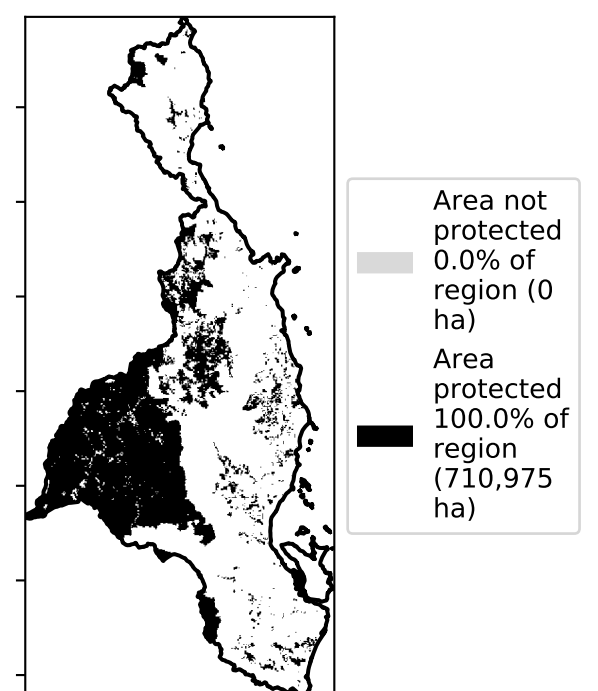 Area not
protected
0.0% of
region (0
ha)
Area
protected
100.0% of
region
(710,975
ha)